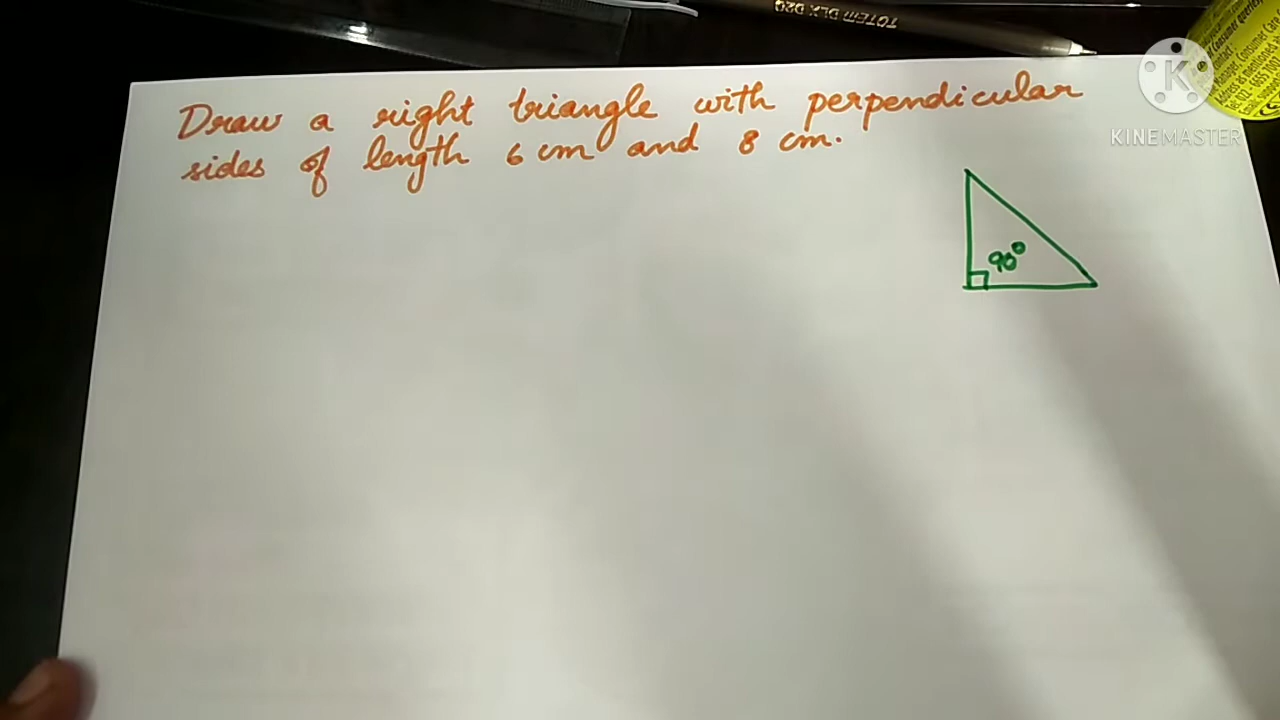 TOTEM DLX D20
KINEMASTER
Draw a right triangle with perpendicular
sides of length 6 cm and 8 cm.
90°